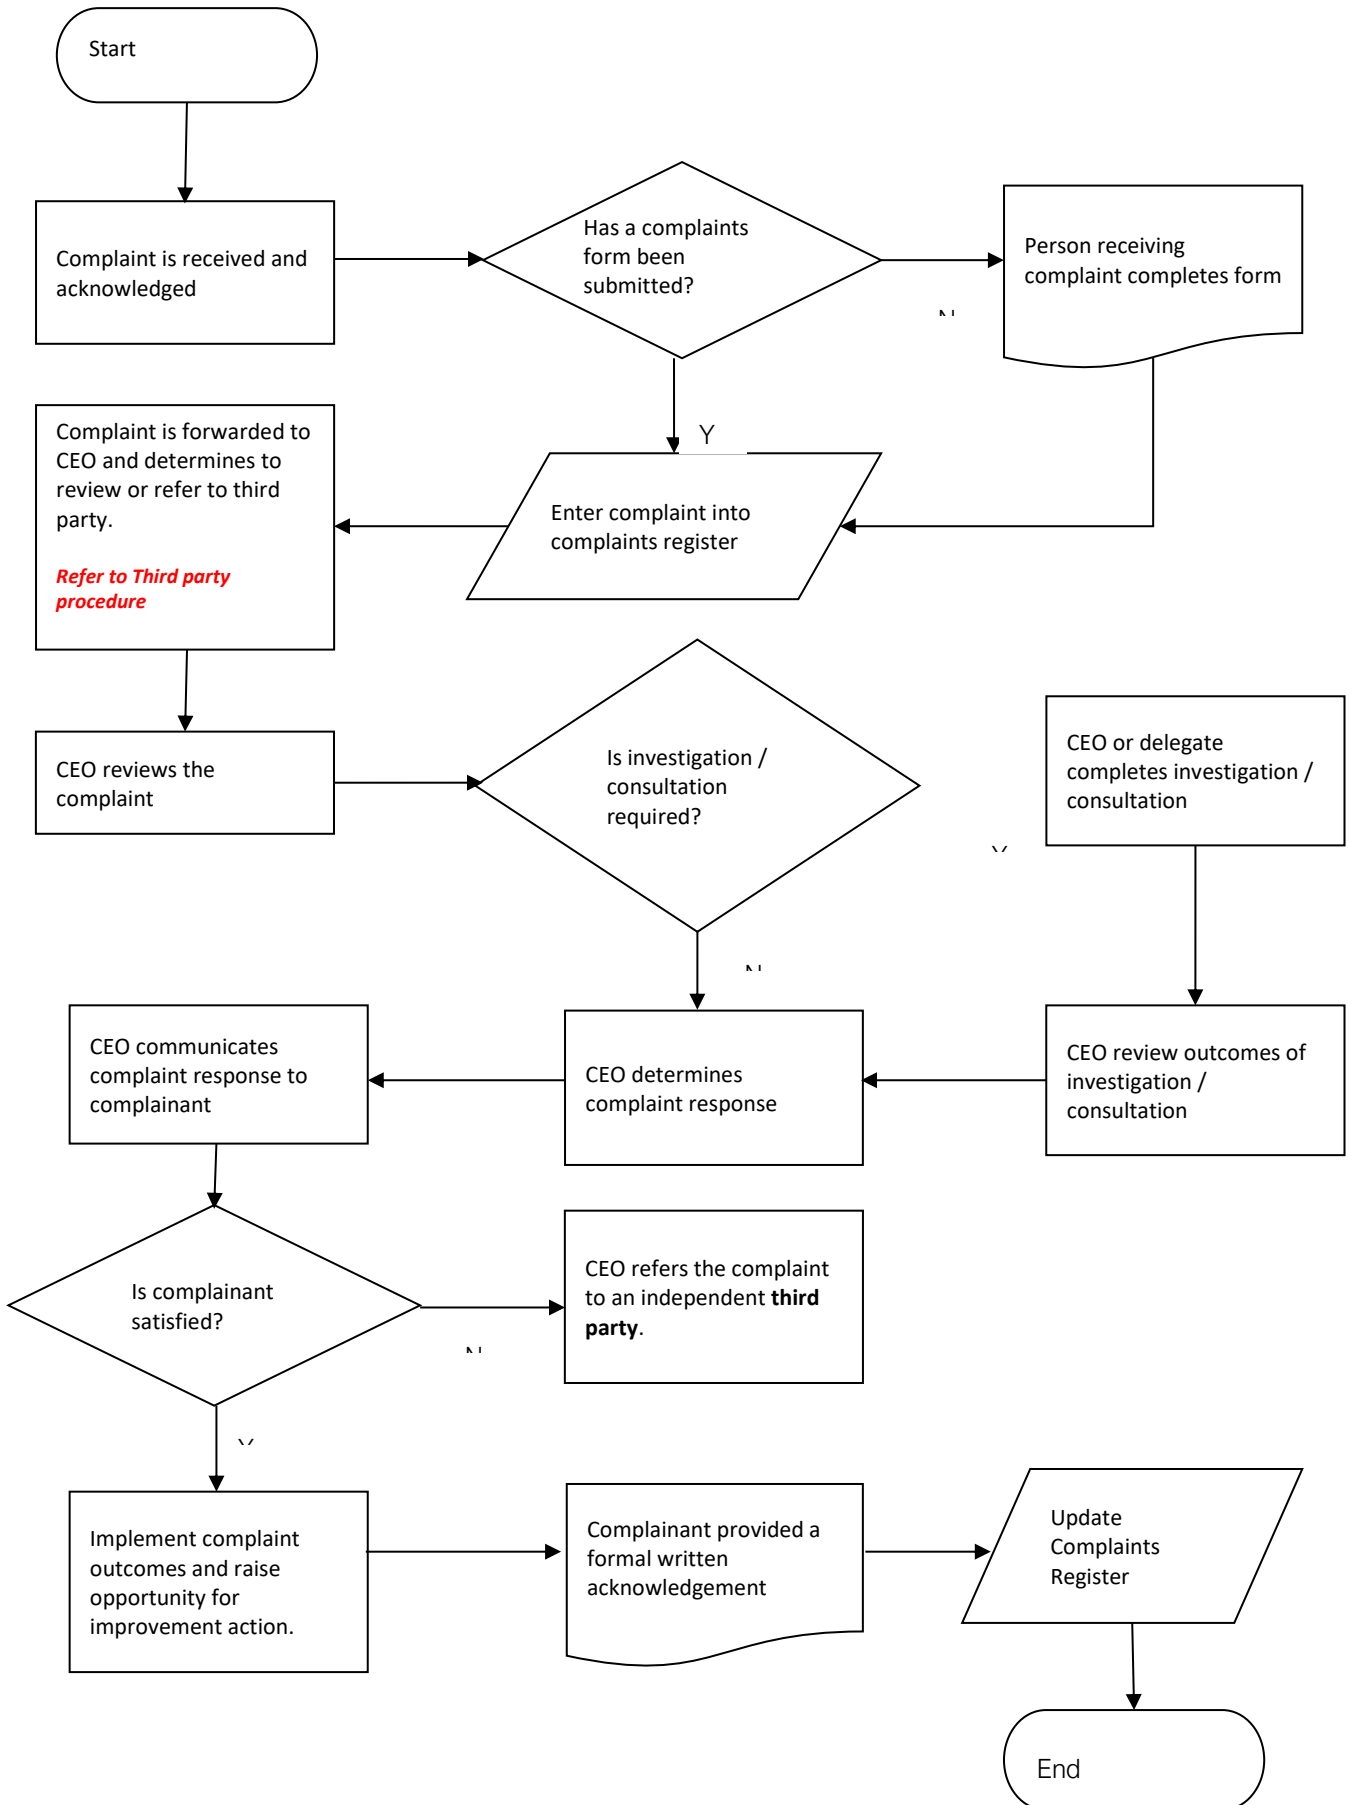 Start
Complaint is received and
acknowledged
Has a complaints
form been
submitted?
Person receiving
complaint completes form
N
Y
Complaint is forwarded to
CEO and determines to
review or refer to third
party.
Refer to Third party
procedure
Enter complaint into
complaints register
CEO reviews the
complaint
Is investigation /
consultation
required?
CEO or delegate
completes investigation /
consultation
Y
N
CEO communicates
complaint response to
complainant
CEO determines
complaint response
CEO review outcomes of
investigation /
consultation
Is complainant
satisfied?
CEO refers the complaint
to an independent third
party.
N
Y
Implement complaint
outcomes and raise
opportunity for
improvement action.
Complainant provided a
formal written
acknowledgement
Update
Complaints
Register
End